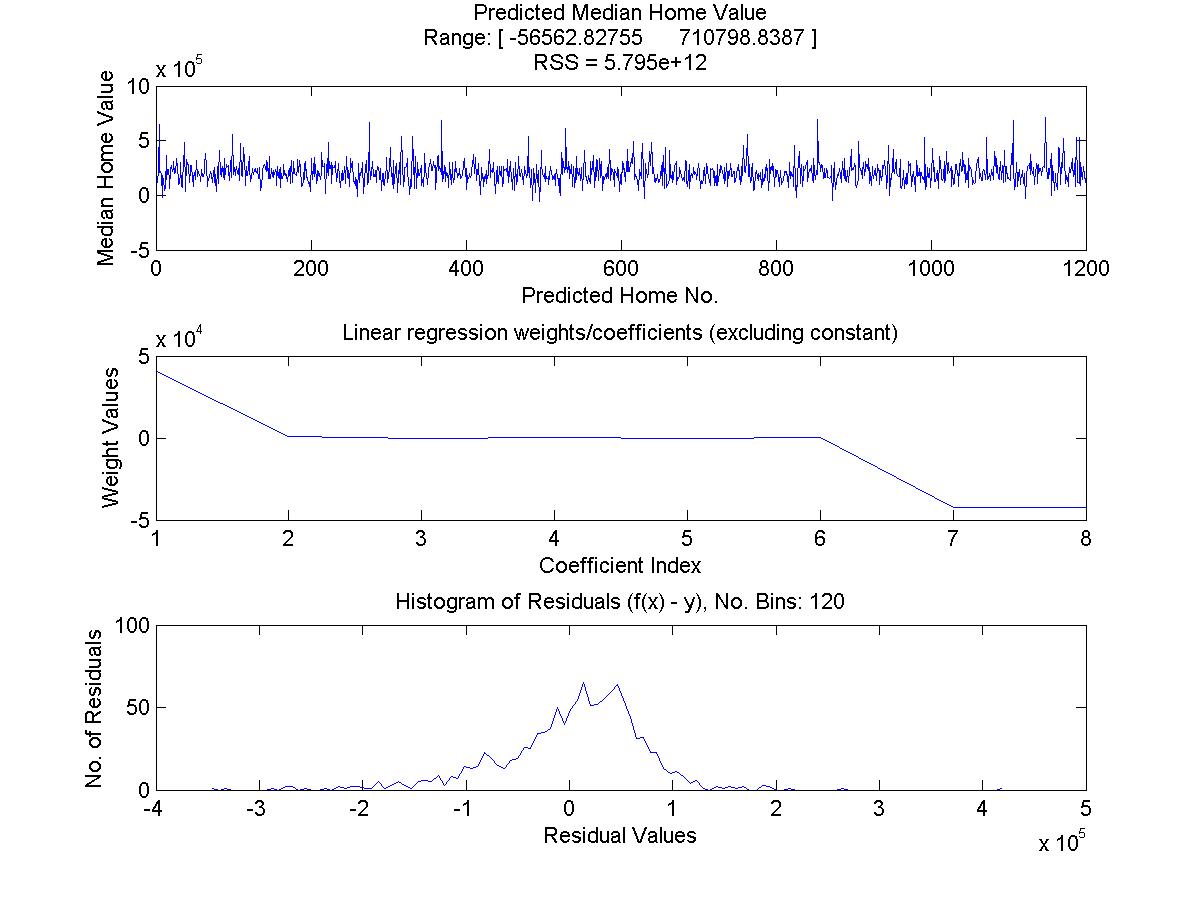 Predicted Median Home Value
Range: [ -56562.82755 710798.8387 ]
RSS = 5.795e+12
x 10^5
10
5
0
-5
Median Home Value
0 200 400 600 800 1000 1200
Predicted Home No.
Linear regression weights/coefficients (excluding constant)
x 10^4
5
0
-5
Weight Values
1 2 3 4 5 6 7 8
Coefficient Index
Histogram of Residuals (f(x) - y), No. Bins: 120
100
50
0
No. of Residuals
-4 -3 -2 -1 0 1 2 3 4 5
Residual Values
x 10^5